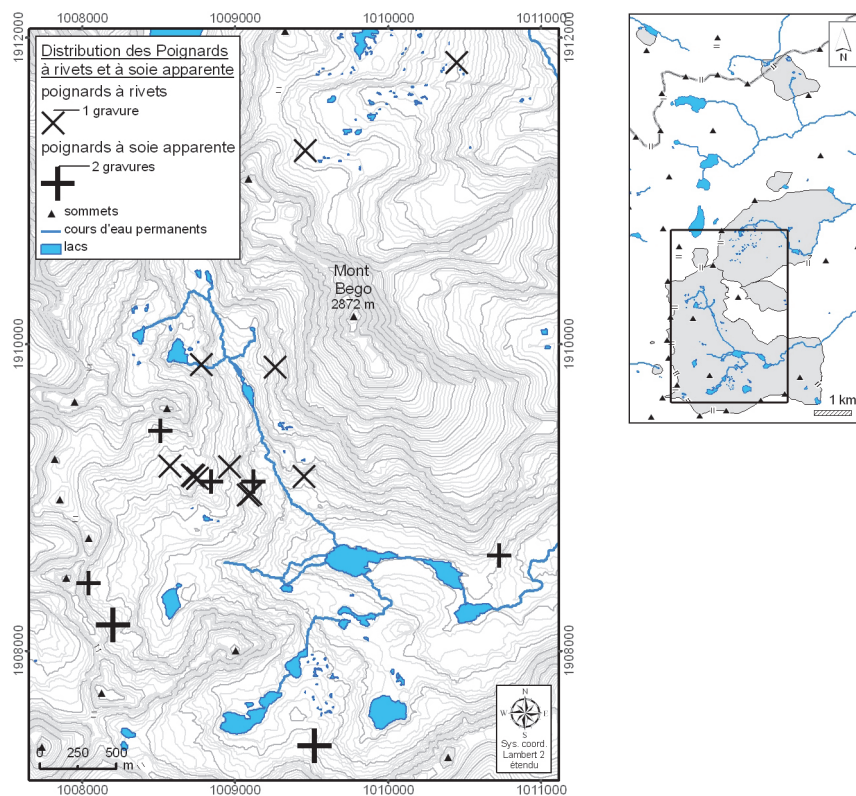 1008000
1009000
1010000
1011000
1912000
1912000
Distribution des Poignards
à rivets et à soie apparente
poignards à rivets
1 gravure
poignards à soie apparente
2 gravures
sommets
cours d'eau permanents
lacs
N
Mont
Bego
2872 m
1910000
1910000
1 km
1908000
1908000
N
W
E
S
Sys. coord.
Lambert 2
étendu
0 250 500
m
1008000
1009000
1010000
1011000